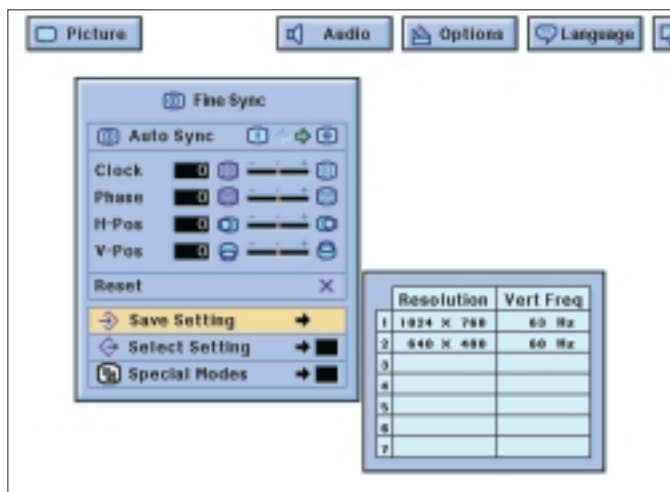 Picture Audio Options Language
Fine Sync
Auto Sync
Clock 0
Phase 0
H-Pos 0
V-Pos 0
Reset
Save Setting
Select Setting
Special Modes
Resolution Vert Freq
1 1024 X 768 63 Hz
2 640 X 480 60 Hz
3
4
5
6
7